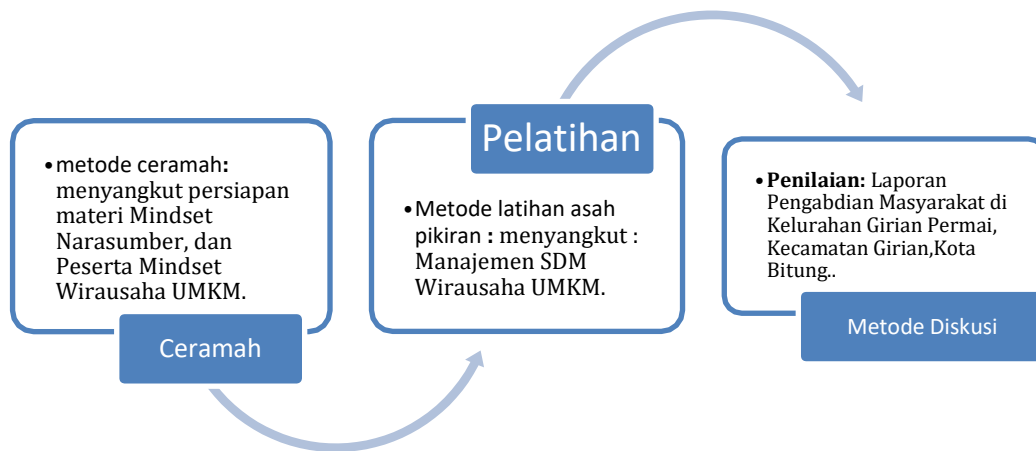 •metode ceramah:
menyangkut persiapan
materi Mindset
Narasumber, dan
Peserta Mindset
Wirausaha UMKM.
Ceramah
Pelatihan
•Metode latihan asah
pikiran : menyangkut :
Manajemen SDM
Wirausaha UMKM.
•Penilaian: Laporan
Pengabdian Masyarakat di
Kelurahan Girian Permai,
Kecamatan Girian,Kota
Bitung..
Metode Diskusi